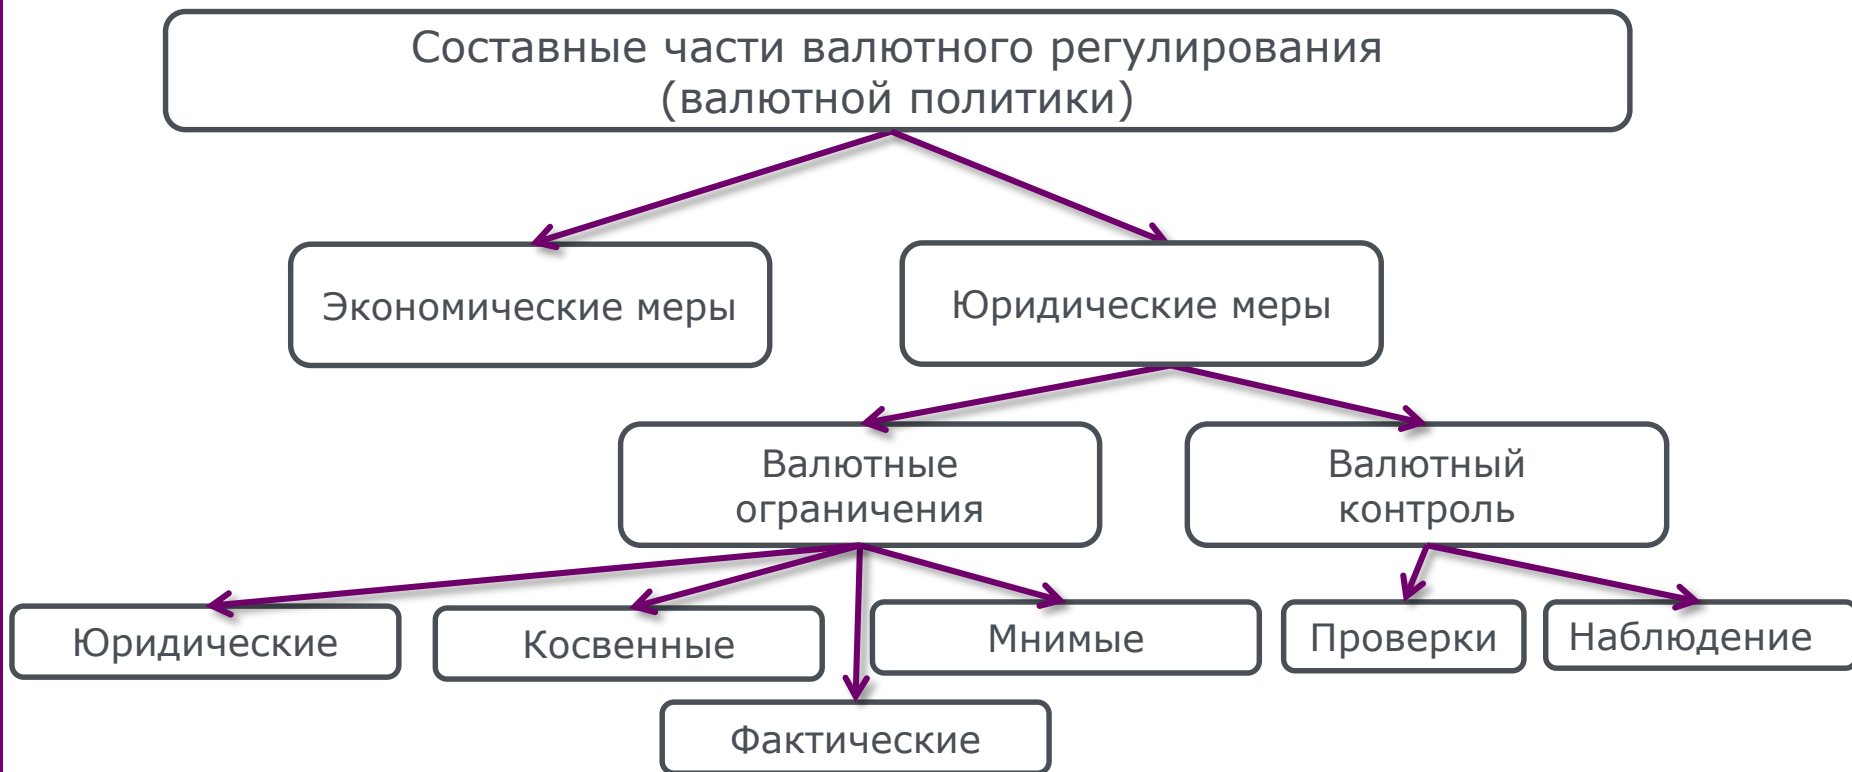 Составные части валютного регулирования
(валютной политики)
Экономические меры
Юридические меры
Валютные
ограничения
Валютный
контроль
Юридические
Косвенные
Мнимые
Проверки
Наблюдение
Фактические